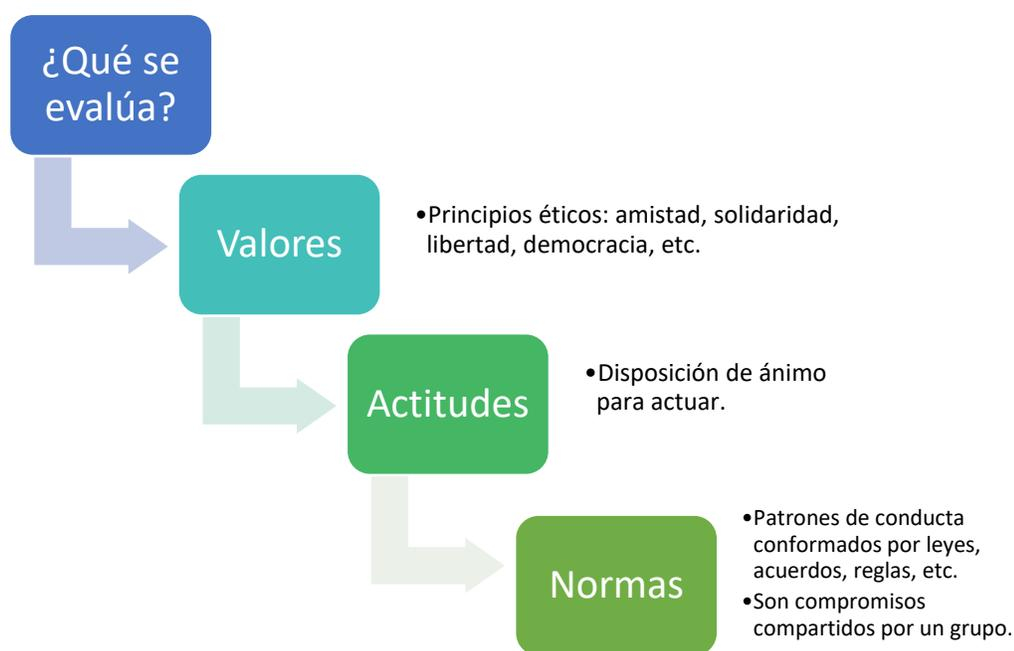 ¿Qué se
evalúa?
Valores
•Principios éticos: amistad, solidaridad,
libertad, democracia, etc.
Actitudes
•Disposición de ánimo
para actuar.
Normas
•Patrones de conducta
conformados por leyes,
acuerdos, reglas, etc.
•Son compromisos
compartidos por un grupo.